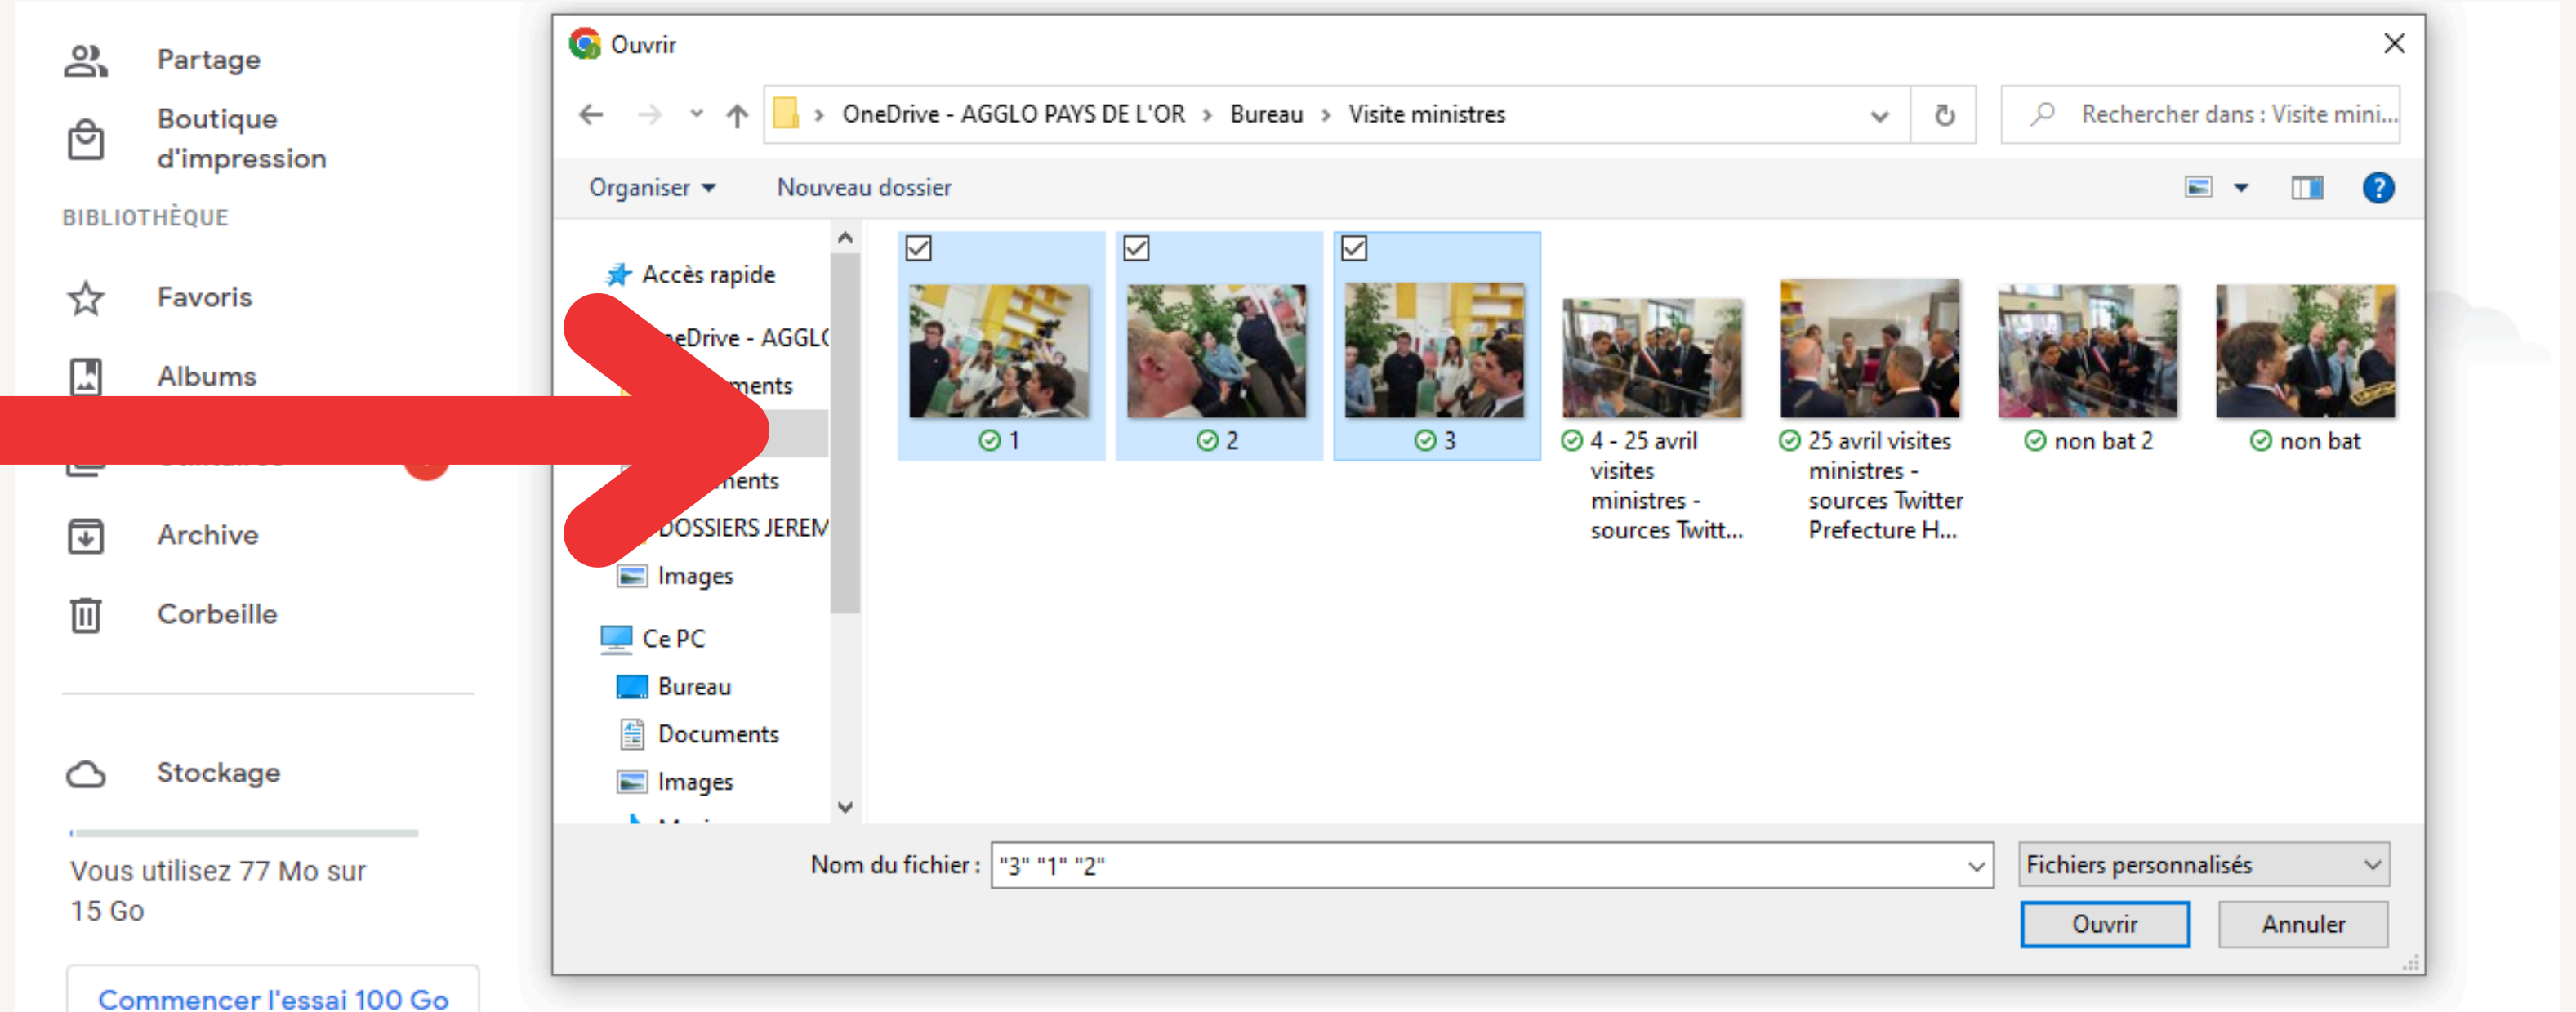 Partage
Boutique
d'impression
BIBLIOTHÈQUE
Favoris
Albums
Archive
Corbeille
Stockage
Vous utilisez 77 Mo sur
15 Go
Commencer l'essai 100 Go
Ouvrir
OneDrive - AGGLO PAYS DE L'OR › Bureau › Visite ministres
Rechercher dans : Visite mini...
Organiser
Nouveau dossier
Accès rapide
eDrive - AGGLO
ments
ments
DOSSIERS JEREM
Images
Ce PC
Bureau
Documents
Images
1
2
3
4 - 25 avril
visites
ministres -
sources Twitt...
25 avril visites
ministres -
sources Twitter
Prefecture H...
non bat 2
non bat
Nom du fichier :
"3" "1" "2"
Fichiers personnalisés
Ouvrir
Annuler